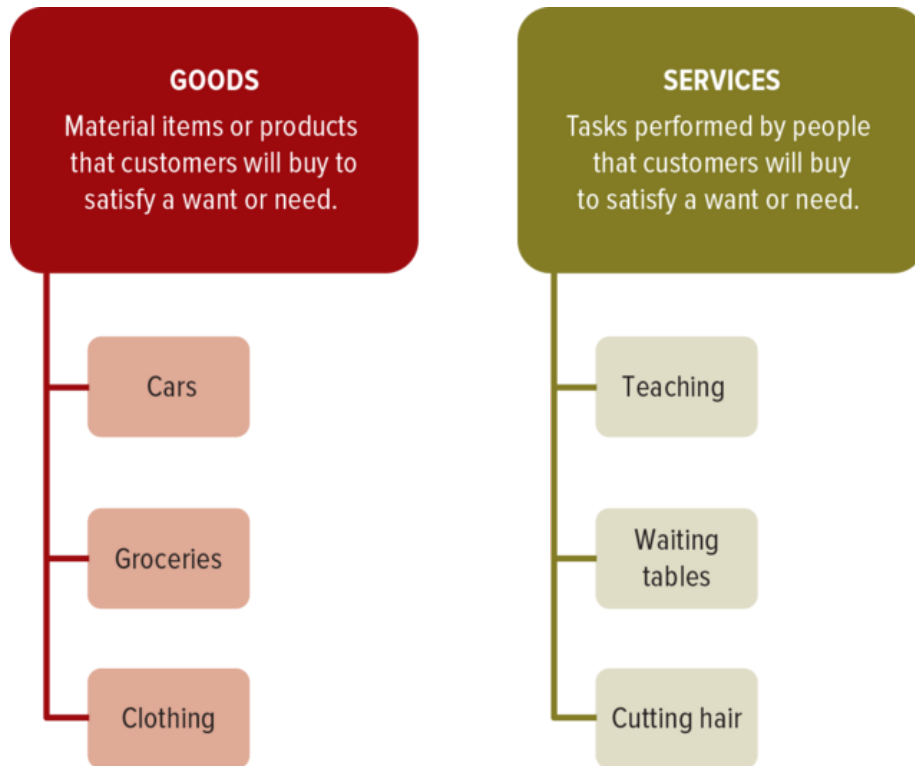 GOODS
Material items or products
that customers will buy to
satisfy a want or need.
Cars
Groceries
Clothing
SERVICES
Tasks performed by people
that customers will buy
to satisfy a want or need.
Teaching
Waiting
tables
Cutting hair